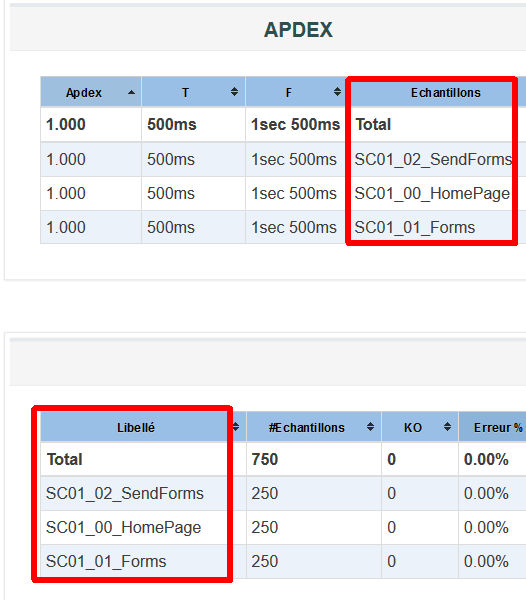 APDEX
Apdex T F Echantillons
1.000 500ms 1sec 500ms Total
1.000 500ms 1sec 500ms SC01_02_SendForms
1.000 500ms 1sec 500ms SC01_00_HomePage
1.000 500ms 1sec 500ms SC01_01_Forms
Libellé #Echantillons KO Erreur %
Total 750 0 0.00%
SC01_02_SendForms 250 0 0.00%
SC01_00_HomePage 250 0 0.00%
SC01_01_Forms 250 0 0.00%